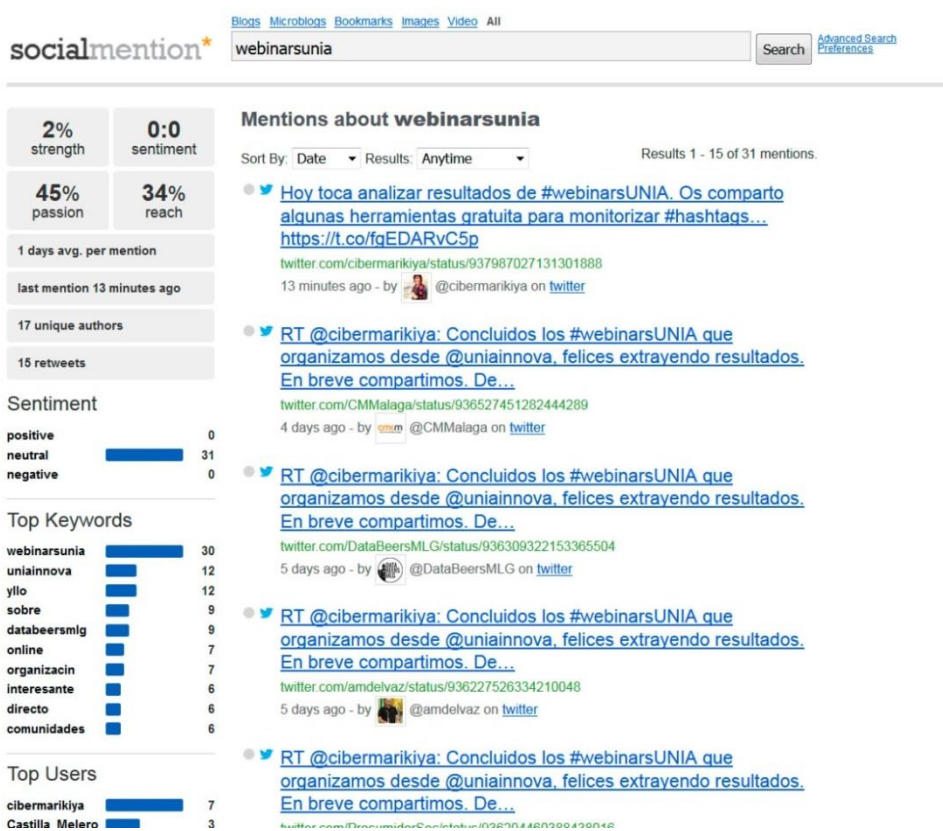 Blogs Microblogs Bookmarks Images Video All
socialmention*
webinarsunia
Search
Advanced Search
Preferences
2%
strength
0:0
sentiment
45%
passion
34%
reach
1 days avg. per mention
last mention 13 minutes ago
17 unique authors
15 retweets
Sentiment
positive 0
neutral 31
negative 0
Top Keywords
webinarsunia 30
uniainnova 12
yllo 12
sobre 9
databeersmlg 9
online 7
organizacin 7
interesante 6
directo 6
comunidades 6
Top Users
cibermarikiya 7
Castilla_Melero 3
Mentions about webinarsunia
Sort By: Date Results: Anytime
Results 1 - 15 of 31 mentions.
Hoy toca analizar resultados de #webinarsUNIA. Os comparto
algunas herramientas gratuita para monitorizar #hashtags…
https://t.co/fgEDARvC5p
twitter.com/cibermarikiya/status/937987027131301888
13 minutes ago - by @cibermarikiya on twitter
RT @cibermarikiya: Concluidos los #webinarsUNIA que
organizamos desde @uniainnova, felices extrayendo resultados.
En breve compartimos. De…
twitter.com/CMMalaga/status/936527451282444289
4 days ago - by @CMMalaga on twitter
RT @cibermarikiya: Concluidos los #webinarsUNIA que
organizamos desde @uniainnova, felices extrayendo resultados.
En breve compartimos. De…
twitter.com/DataBeersMLG/status/936309322153365504
5 days ago - by @DataBeersMLG on twitter
RT @cibermarikiya: Concluidos los #webinarsUNIA que
organizamos desde @uniainnova, felices extrayendo resultados.
En breve compartimos. De…
twitter.com/amdelvaz/status/936227526334210048
5 days ago - by @amdelvaz on twitter
RT @cibermarikiya: Concluidos los #webinarsUNIA que
organizamos desde @uniainnova, felices extrayendo resultados.
En breve compartimos. De…